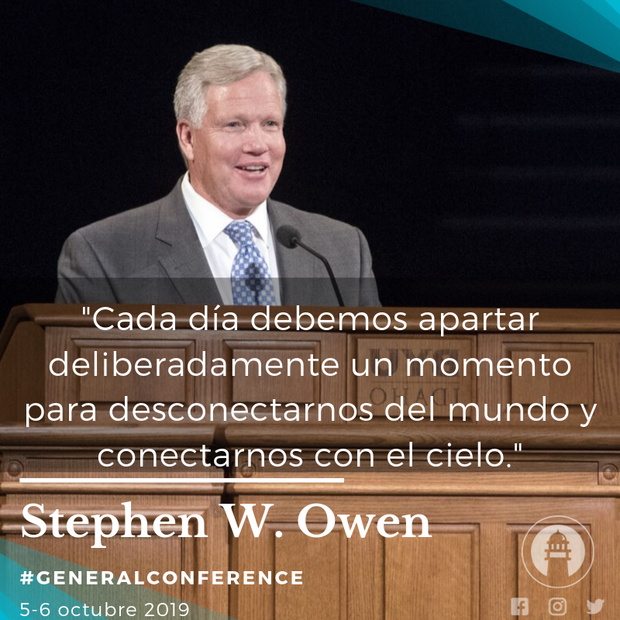 "Cada día debemos apartar
deliberadamente un momento
para desconectarnos del mundo y
conectarnos con el cielo."
Stephen W. Owen
#GENERALCONFERENCE
5-6 octubre 2019